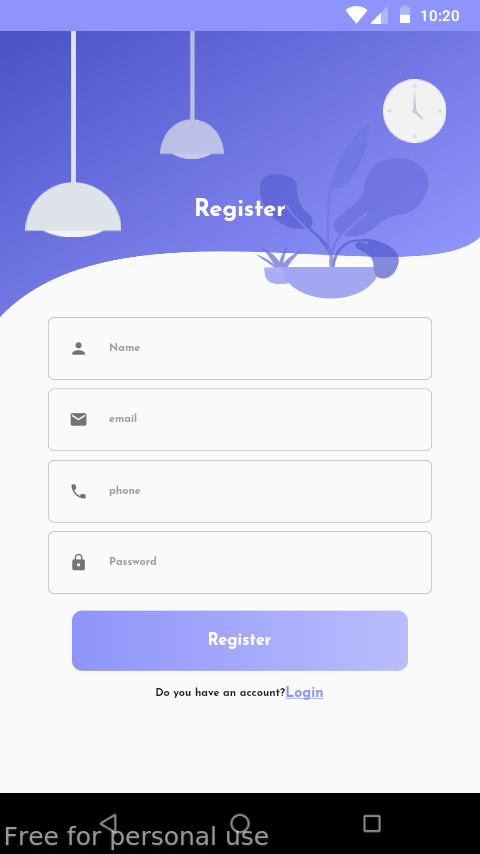 10:20
Register
Name
email
phone
Password
Register
Do you have an account?Login
Free for personal use